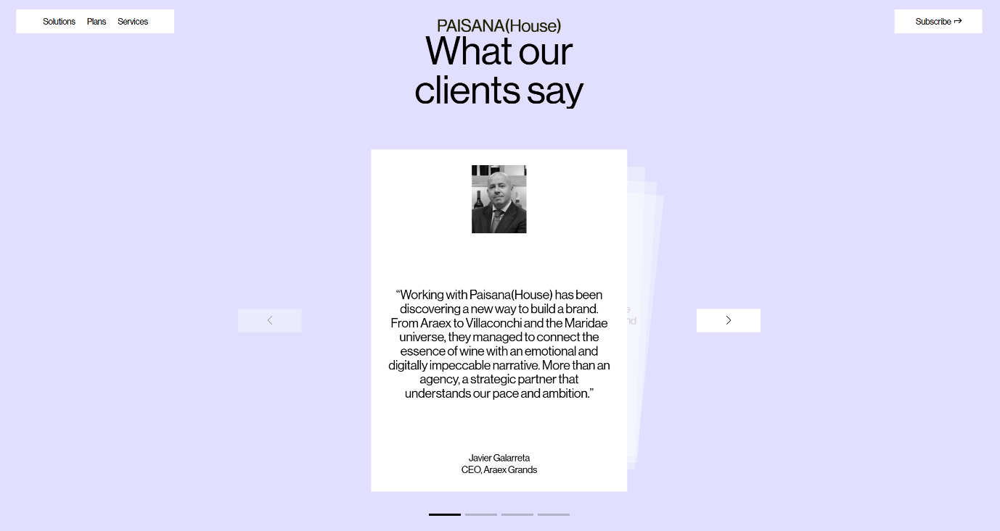 Solutions Plans Services
PAISANA(House)
Subscribe →
What our
clients say
“Working with Paisana(House) has been
discovering a new way to build a brand.
From Araex to Villaconchi and the Maridae
universe, they managed to connect the
essence of wine with an emotional and
digitally impeccable narrative. More than an
agency, a strategic partner that
understands our pace and ambition.”
Javier Galarreta
CEO, Araex Grands